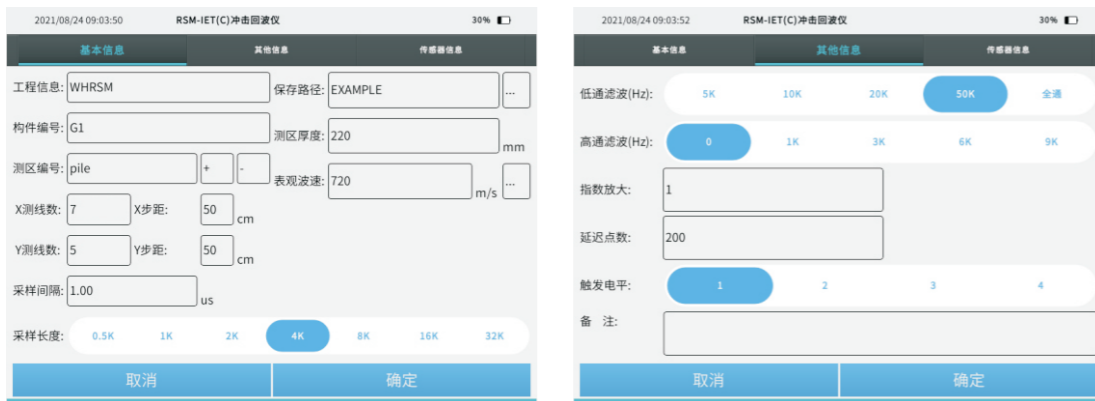 2021/08/24 09:03:50 RSM-IET(C)冲击回波仪 30%
基本信息 其他信息 传感器信息
工程信息: WHRSM 保存路径: EXAMPLE ...
构件编号: G1 测区厚度: 220 mm
测区编号: pile + - 表观波速: 720 m/s ...
X测线数: 7 X步距: 50 cm
Y测线数: 5 Y步距: 50 cm
采样间隔: 1.00 us
采样长度: 0.5K 1K 2K 4K 8K 16K 32K
取消 确定
2021/08/24 09:03:52 RSM-IET(C)冲击回波仪 30%
基本信息 其他信息 传感器信息
低通滤波(Hz): 5K 10K 20K 50K 全通
高通滤波(Hz): 0 1K 3K 6K 9K
指数放大: 1
延迟点数: 200
触发电平: 1 2 3 4
备 注:
取消 确定